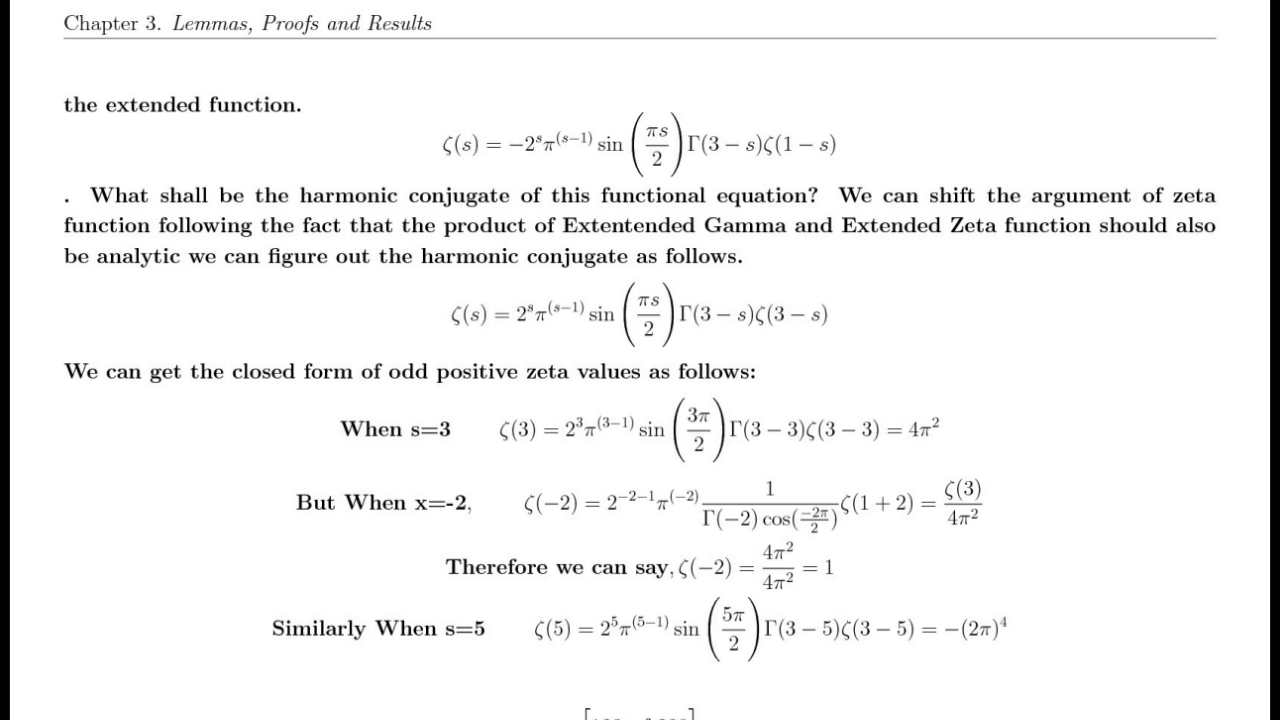 Chapter 3. Lemmas, Proofs and Results
the extended function.
ζ(s) = −2^s π^(s−1) sin(πs/2) Γ(3 − s)ζ(1 − s)
. What shall be the harmonic conjugate of this functional equation? We can shift the argument of zeta
function following the fact that the product of Extentended Gamma and Extended Zeta function should also
be analytic we can figure out the harmonic conjugate as follows.
ζ(s) = 2^s π^(s−1) sin(πs/2) Γ(3 − s)ζ(3 − s)
We can get the closed form of odd positive zeta values as follows:
When s=3 ζ(3) = 2^3 π^(3−1) sin(3π/2) Γ(3 − 3)ζ(3 − 3) = 4π^2
But When x=-2, ζ(−2) = 2^(−2−1) π^(−2) 1/(Γ(−2) cos(−2π/2)) ζ(1 + 2) = ζ(3)/4π^2
Therefore we can say, ζ(−2) = 4π^2/4π^2 = 1
Similarly When s=5 ζ(5) = 2^5 π^(5−1) sin(5π/2) Γ(3 − 5)ζ(3 − 5) = −(2π)^4